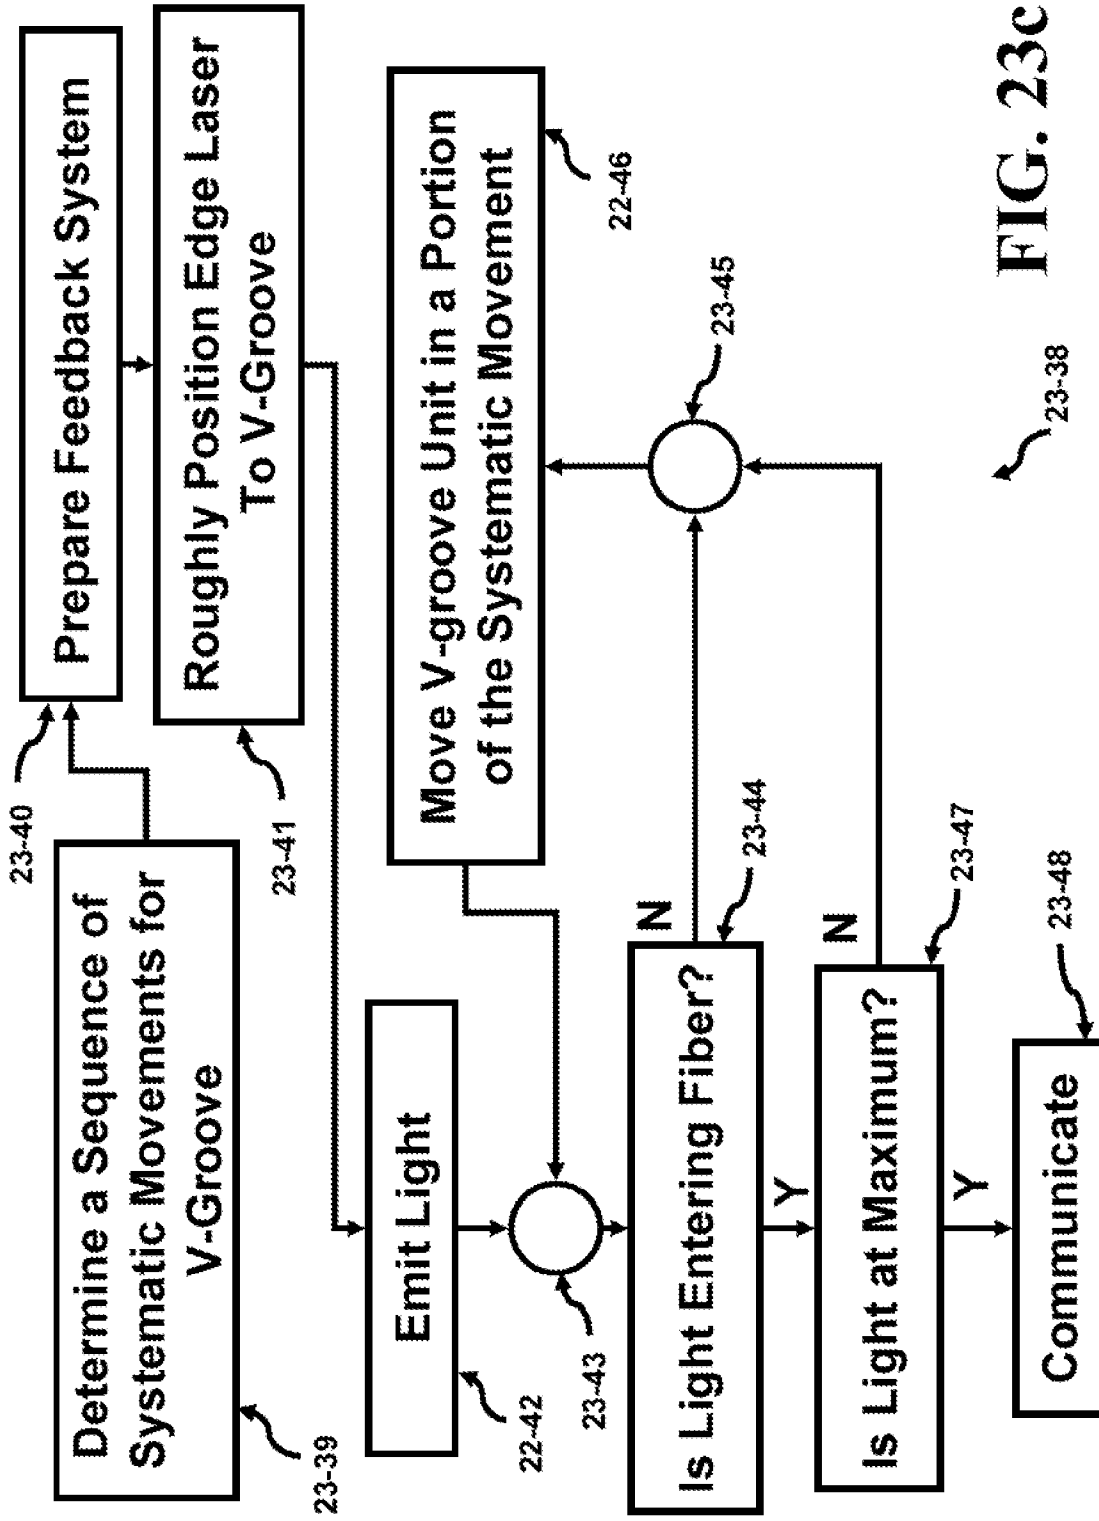 Determine a Sequence of
Systematic Movements for
V-Groove
23-39
Prepare Feedback System
23-40
Roughly Position Edge Laser
To V-Groove
23-41
Emit Light
22-42
23-43
Is Light Entering Fiber?
23-44
N
Y
23-45
Move V-groove Unit in a Portion
of the Systematic Movement
22-46
Is Light at Maximum?
23-47
N
Y
Communicate
23-48
23-38
FIG. 23c